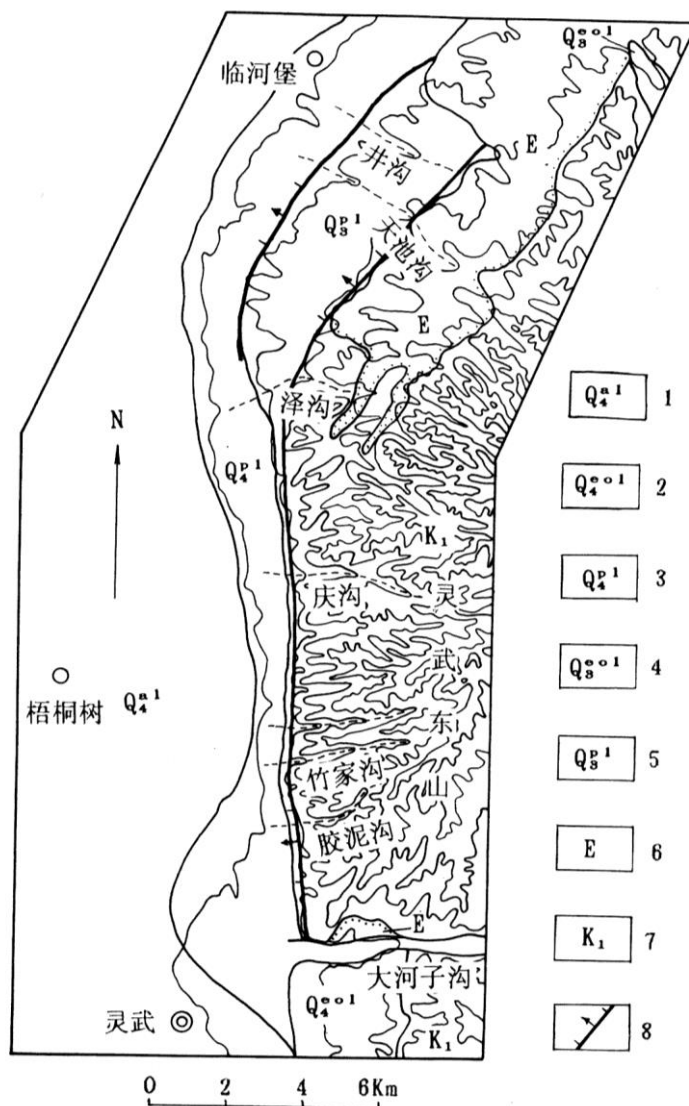 Q₃ᵉᵒˡ
临河堡
E
井沟
Q₃ᵖˡ
天池沟
E
泽沟
N
Q₄ᵖˡ
K₁
庆沟
灵武东山
梧桐树
Q₄ᵃˡ
竹家沟
胶泥沟
E
大河子沟
Q₄ᵉᵒˡ
灵武
K₁
0 2 4 6Km
Q₄ᵃˡ 1
Q₄ᵉᵒˡ 2
Q₄ᵖˡ 3
Q₃ᵉᵒˡ 4
Q₃ᵖˡ 5
E 6
K₁ 7
8